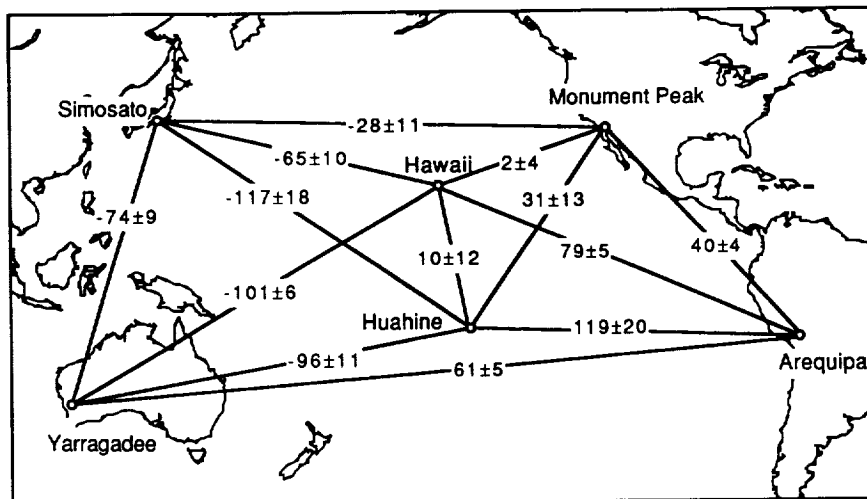 Simosato
Monument Peak
-28±11
-65±10
Hawaii
2±4
-117±18
31±13
-74±9
10±12
79±5
40±4
-101±6
Huahine
119±20
-96±11
61±5
Arequipa
Yarragadee